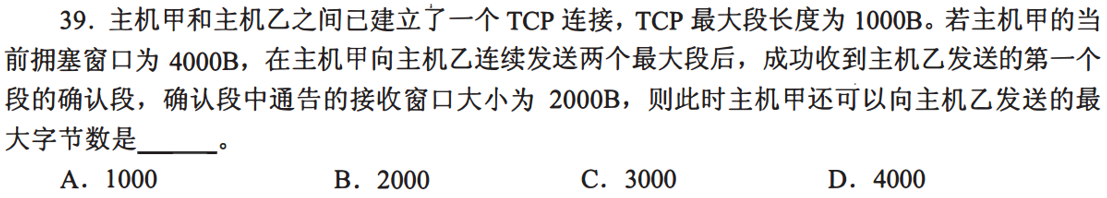 39. 主机甲和主机乙之间已建立了一个 TCP 连接，TCP 最大段长度为 1000B。若主机甲的当
前拥塞窗口为 4000B，在主机甲向主机乙连续发送两个最大段后，成功收到主机乙发送的第一个
段的确认段，确认段中通告的接收窗口大小为 2000B，则此时主机甲还可以向主机乙发送的最
大字节数是______。
A. 1000 B. 2000 C. 3000 D. 4000